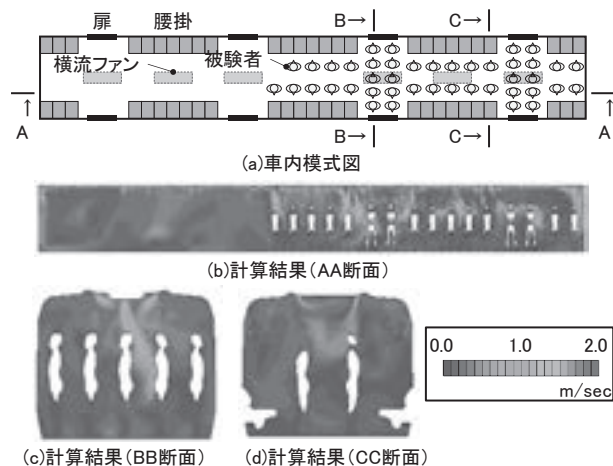 B→ C→
扉 腰掛
横流ファン 被験者
A A
B→ C→
(a)車内模式図
(b)計算結果(AA断面)
0.0 1.0 2.0
m/sec
(c)計算結果(BB断面) (d)計算結果(CC断面)